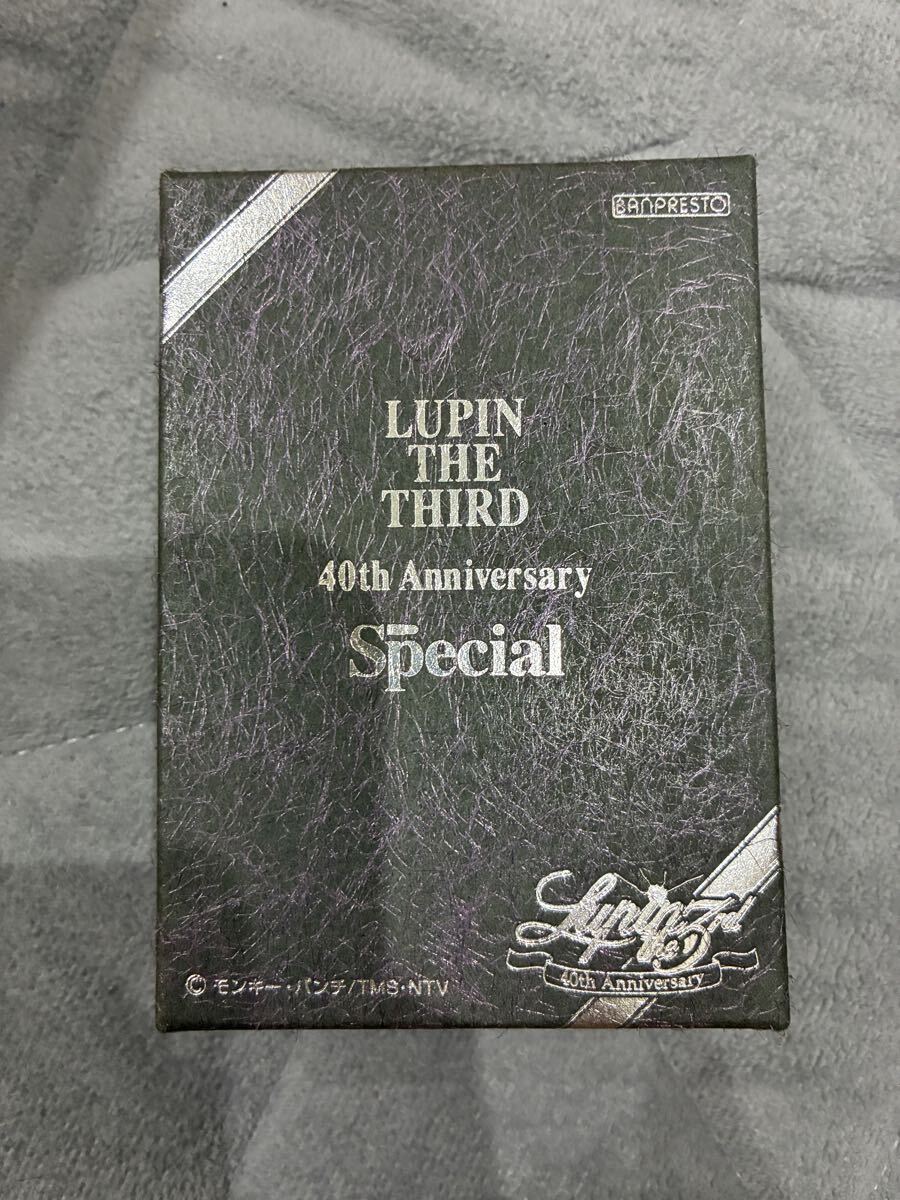 BANPRESTO
LUPIN
THE
THIRD
40th Anniversary
Special
Lupin the 3rd
40th Anniversary
© モンキー・パンチ/TMS・NTV